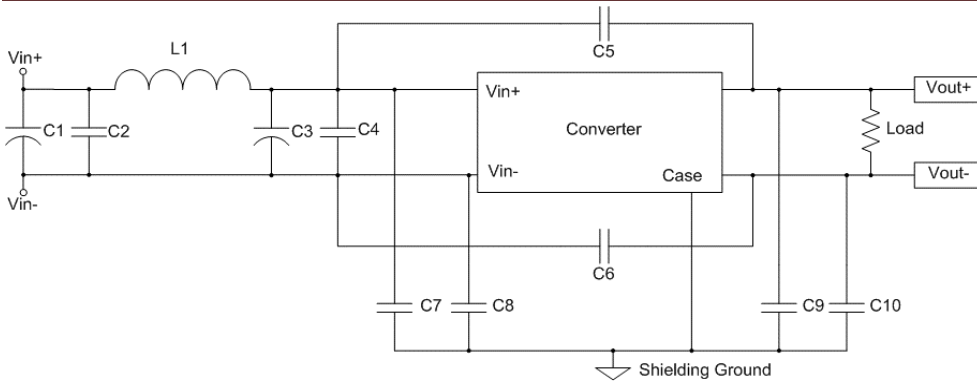 C5
L1
Vin+
Vin+
Vout+
C1
C2
C3
C4
Converter
Load
Vin-
Case
Vout-
Vin-
C6
C7
C8
C9
C10
Shielding Ground